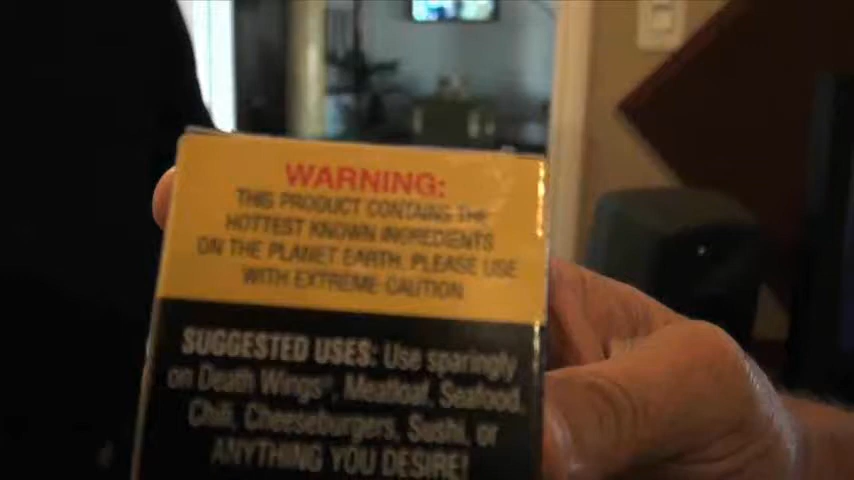 WARNING:
THIS PRODUCT CONTAINS THE
HOTTEST KNOWN INGREDIENTS
ON THE PLANET EARTH. PLEASE USE
WITH EXTREME CAUTION
SUGGESTED USES: Use sparingly
on Death Wings®, Meatloaf, Seafood,
Chili, Cheeseburgers, Sushi, or
ANYTHING YOU DESIRE!